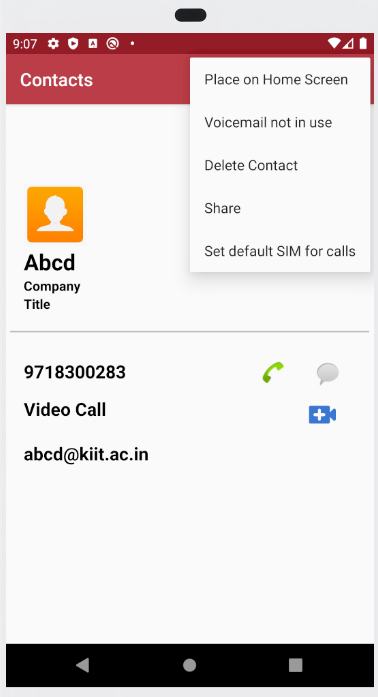 9:07
Contacts
Place on Home Screen
Voicemail not in use
Delete Contact
Share
Set default SIM for calls
Abcd
Company
Title
9718300283
Video Call
abcd@kiit.ac.in